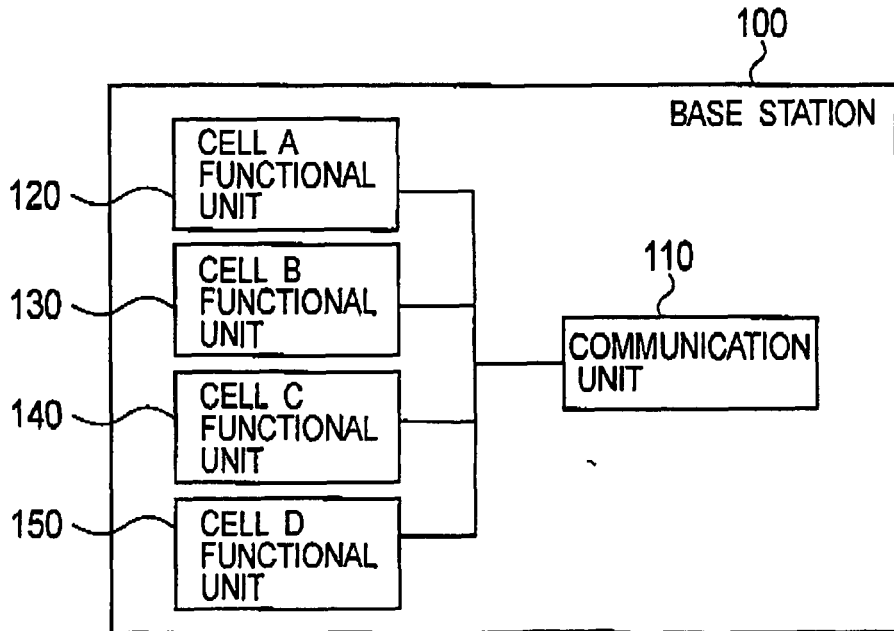 100
BASE STATION
CELL A
FUNCTIONAL
UNIT
120
CELL B
FUNCTIONAL
UNIT
130
110
COMMUNICATION
UNIT
CELL C
FUNCTIONAL
UNIT
140
CELL D
FUNCTIONAL
UNIT
150